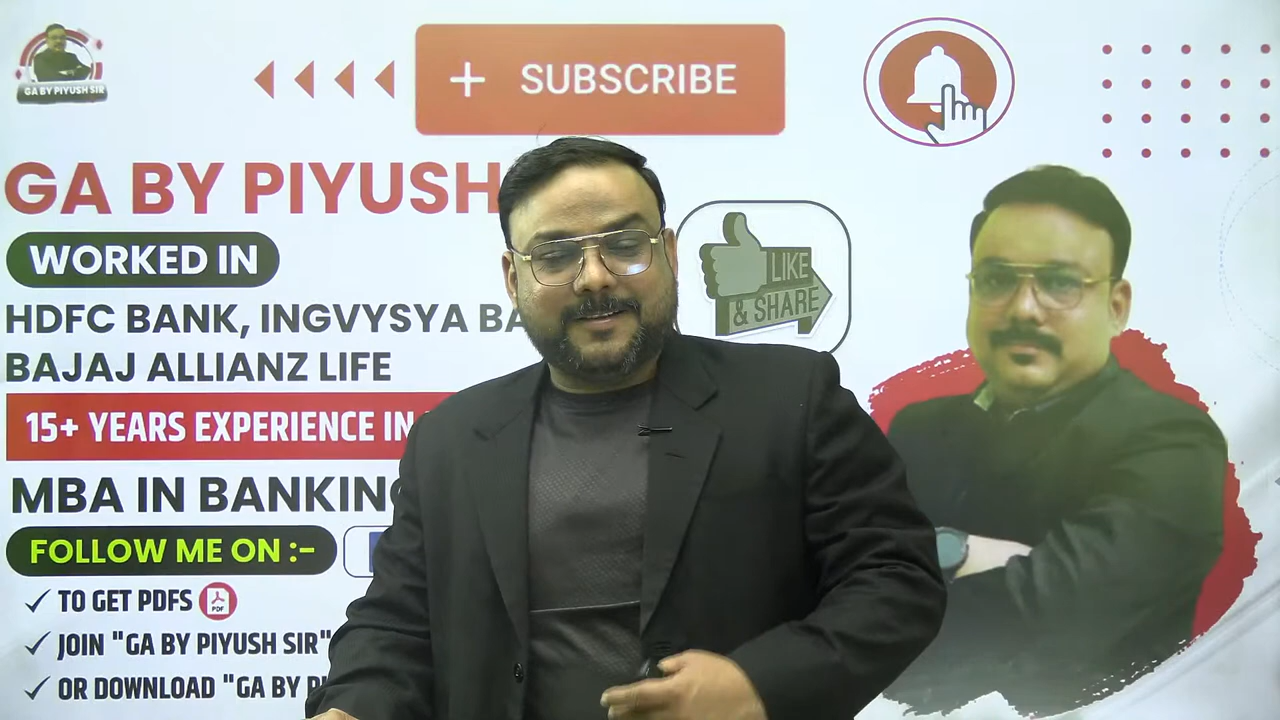 GA BY PIYUSH SIR
+ SUBSCRIBE
GA BY PIYUSH
WORKED IN
HDFC BANK, INGVYSYA
BAJAJ ALLIANZ LIFE
15+ YEARS EXPERIENCE IN
MBA IN BANKING
FOLLOW ME ON :-
TO GET PDFS
PDF
JOIN "GA BY PIYUSH SIR"
OR DOWNLOAD "GA BY
LIKE
& SHARE